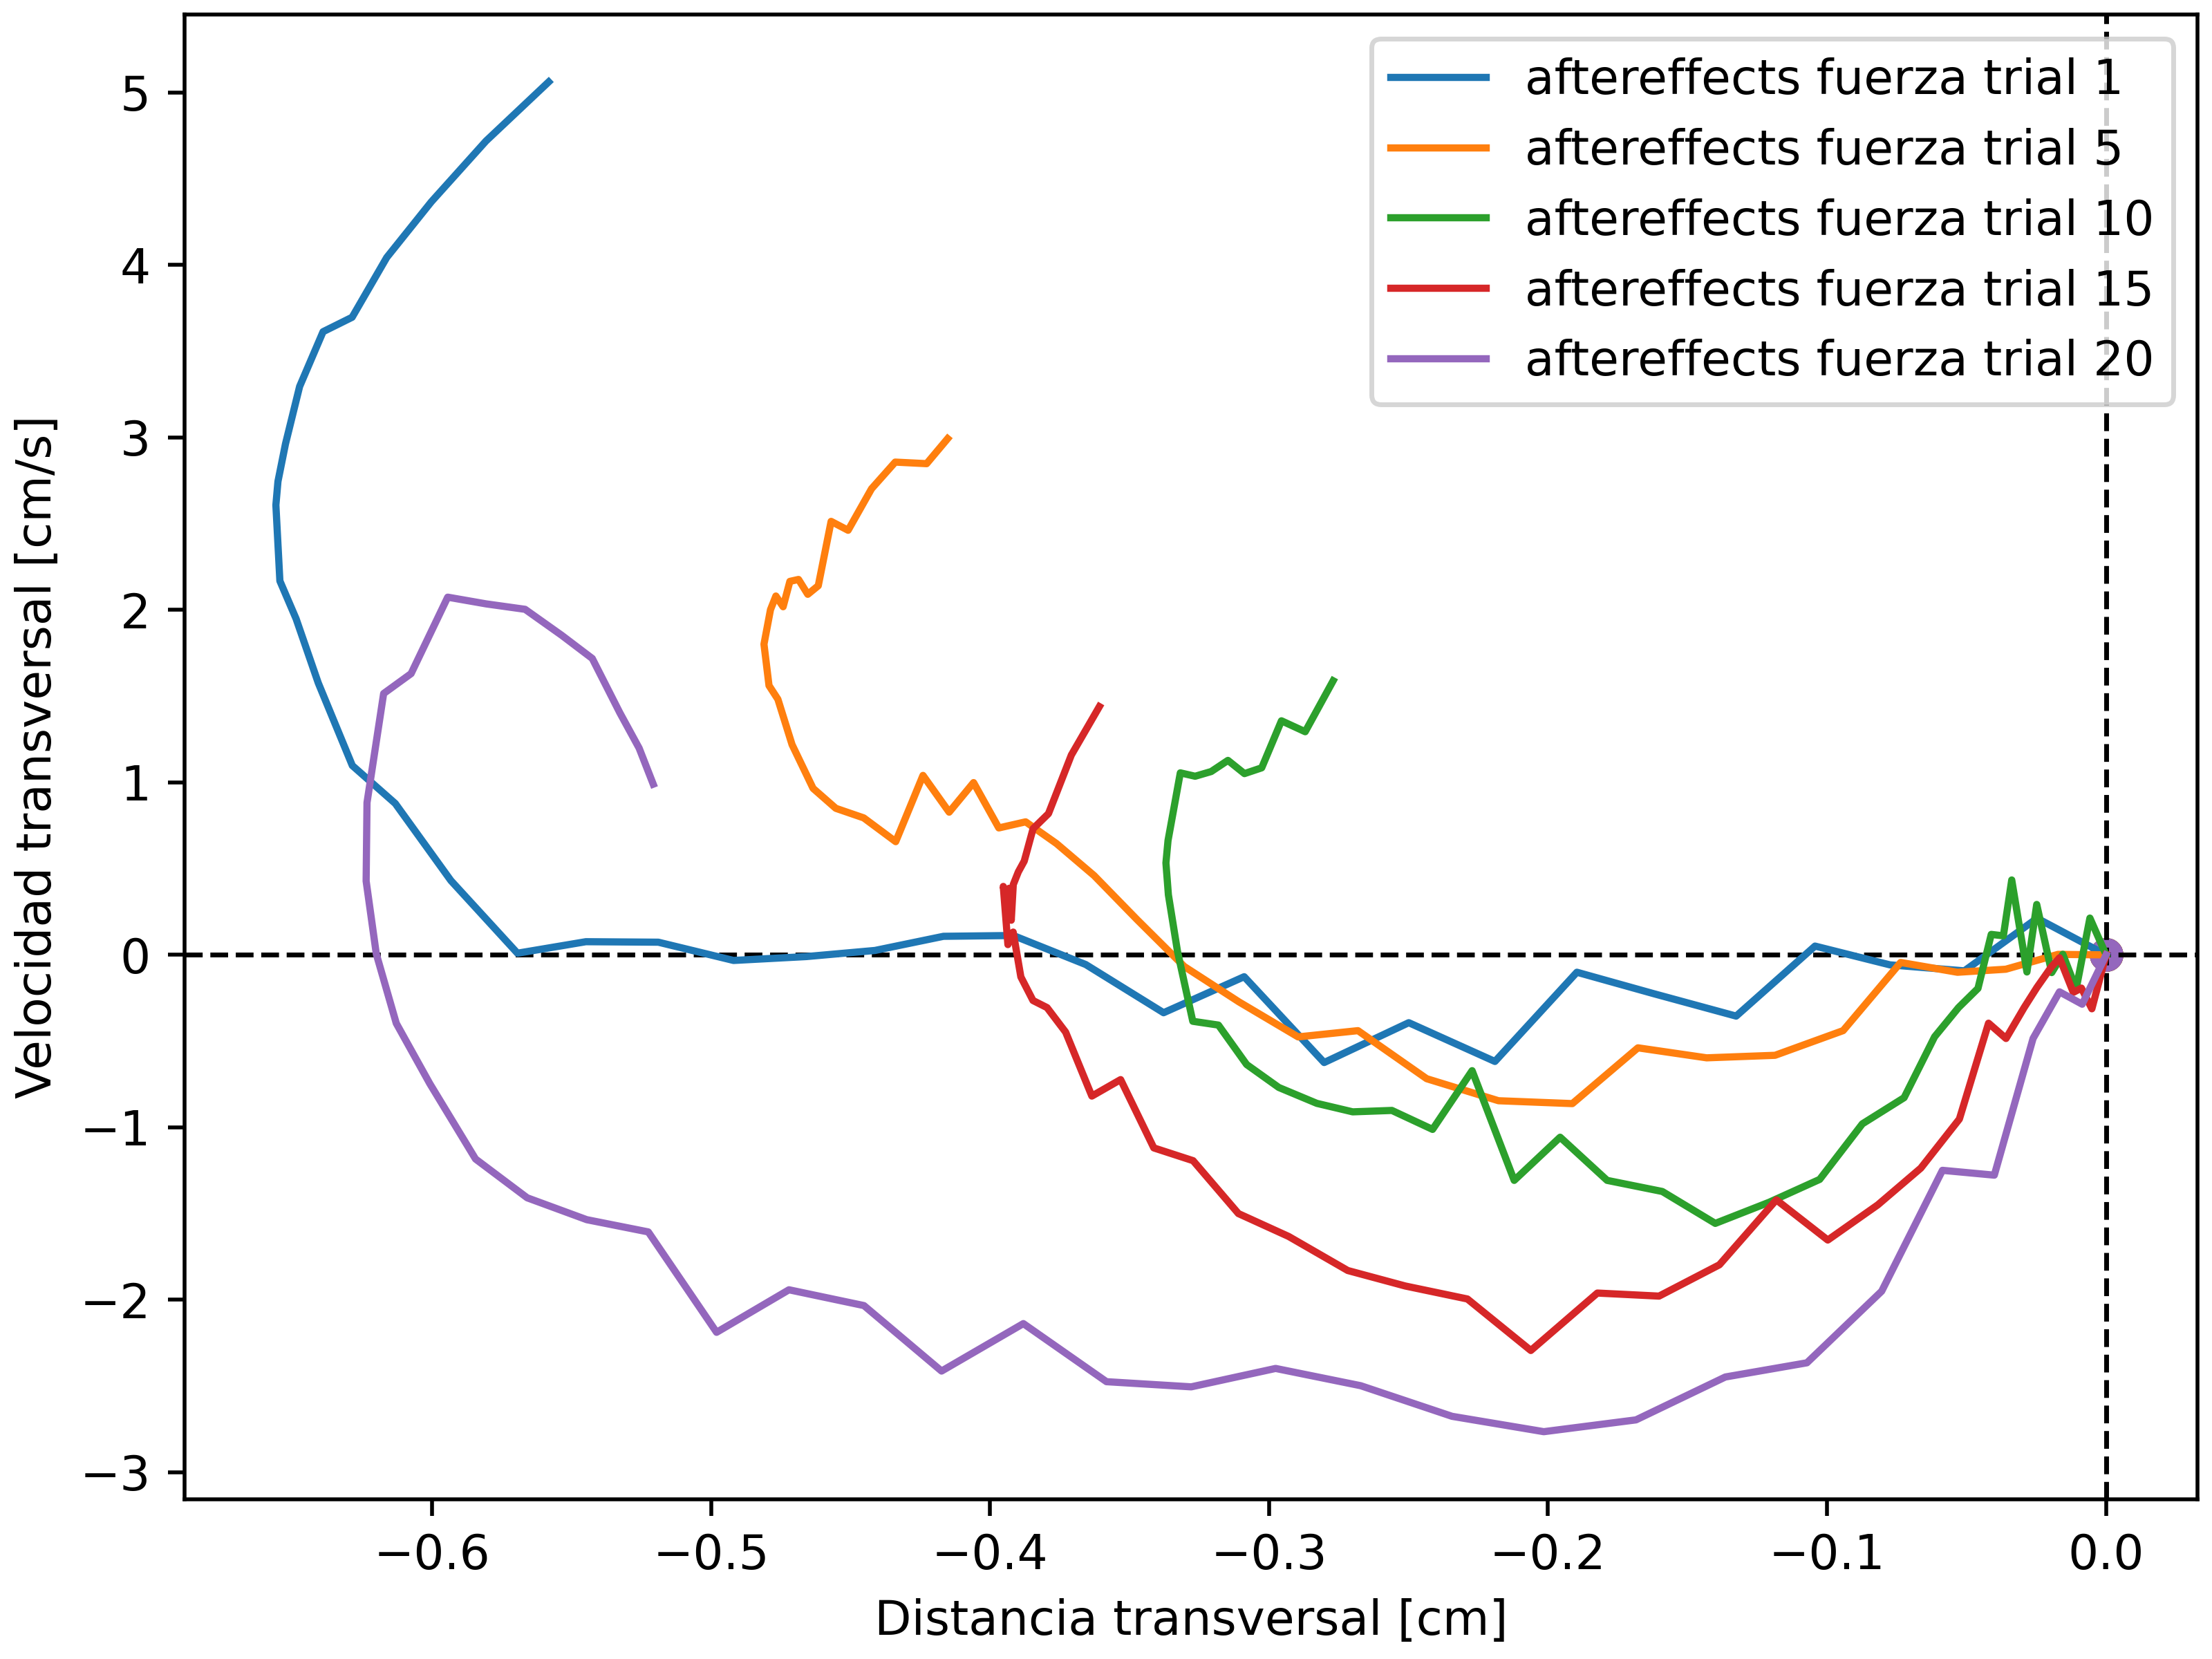 aftereffects fuerza trial 1
aftereffects fuerza trial 5
aftereffects fuerza trial 10
aftereffects fuerza trial 15
aftereffects fuerza trial 20
Velocidad transversal [cm/s]
5
4
3
2
1
0
−1
−2
−3
−0.6 −0.5 −0.4 −0.3 −0.2 −0.1 0.0
Distancia transversal [cm]